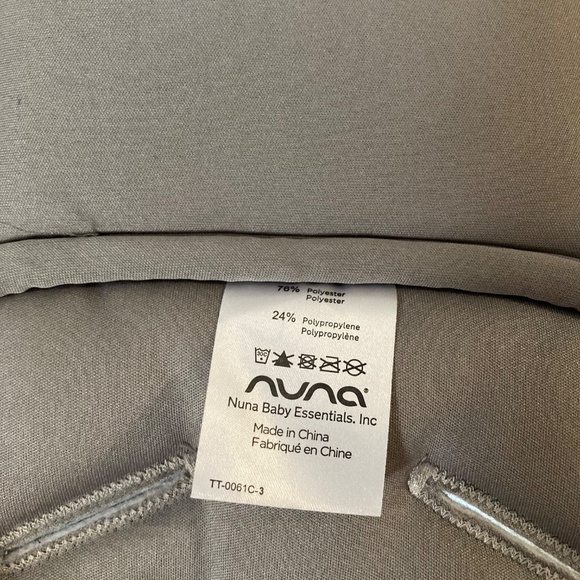 76% Polyester
Polyester
24% Polypropylene
Polypropylène
30C
nuna®
Nuna Baby Essentials, Inc
Made in China
Fabriqué en Chine
TT-0061C-3